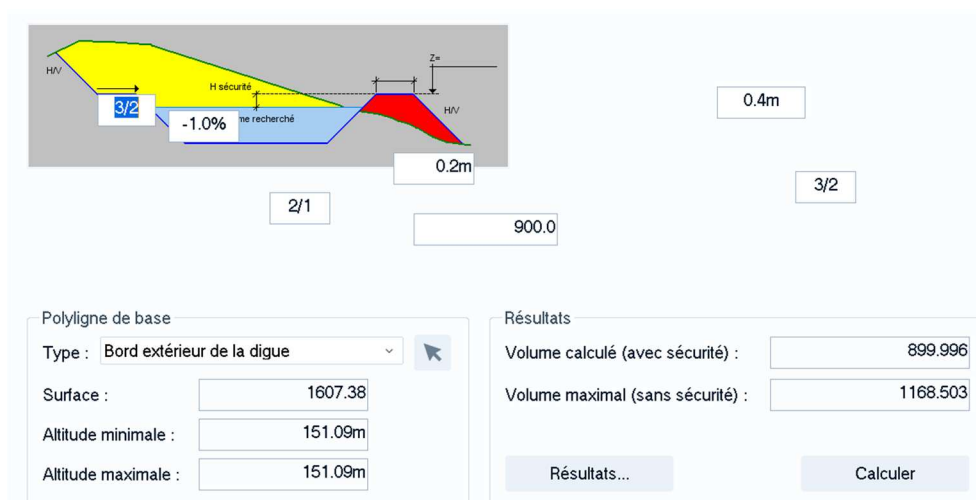 Z=
H/V
H sécurité
0.4m
3/2
-1.0%
me recherché
H/V
0.2m
3/2
2/1
900.0
Polyligne de base
Type : Bord extérieur de la digue
Surface : 1607.38
Altitude minimale : 151.09m
Altitude maximale : 151.09m
Résultats
Volume calculé (avec sécurité) : 899.996
Volume maximal (sans sécurité) : 1168.503
Résultats...
Calculer